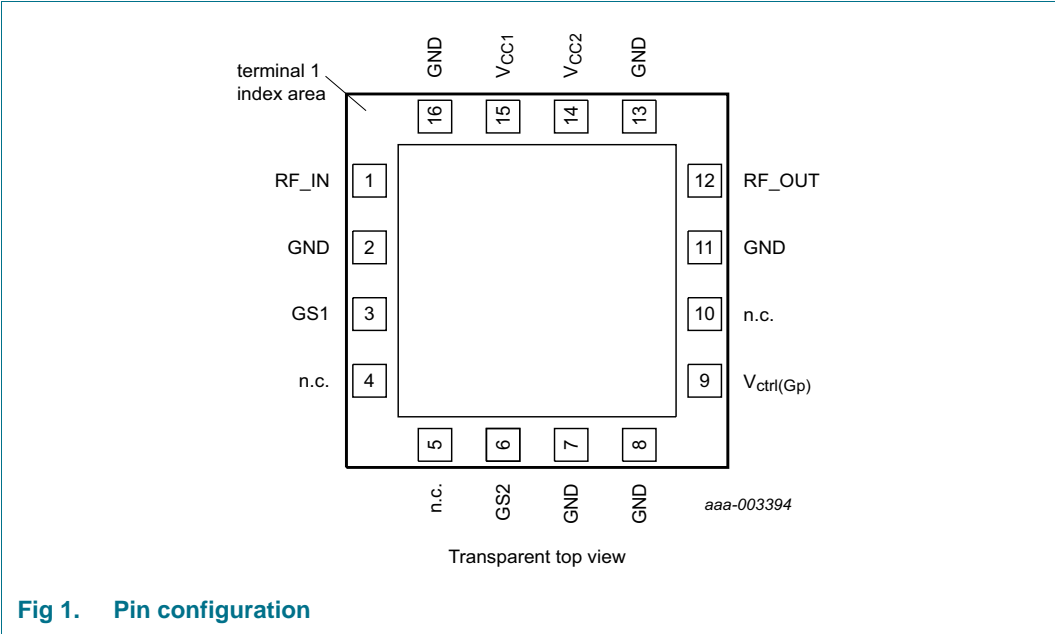 GND VCC1 VCC2 GND
terminal 1
index area
16 15 14 13
RF_IN 1 12 RF_OUT
GND 2 11 GND
GS1 3 10 n.c.
n.c. 4 9 Vctrl(Gp)
5 6 7 8
n.c. GS2 GND GND
aaa-003394
Transparent top view
Fig 1. Pin configuration